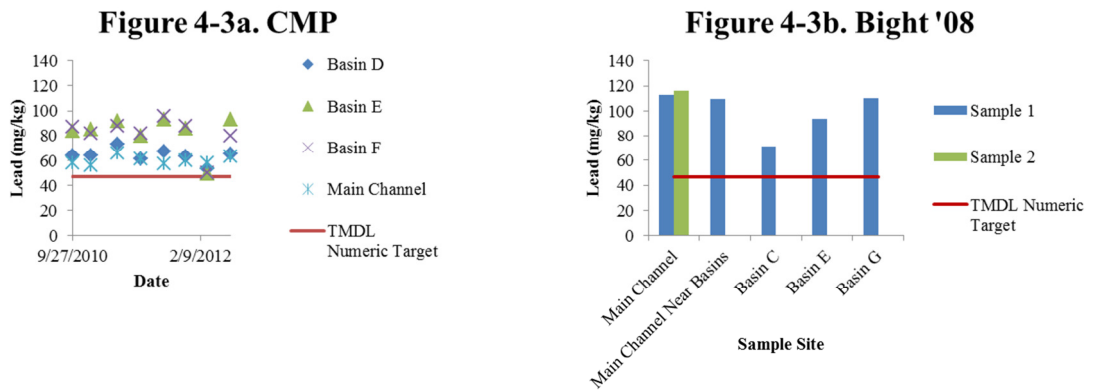 Figure 4-3a. CMP
Lead (mg/kg)
140
120
100
80
60
40
20
0
9/27/2010
2/9/2012
Date
Basin D
Basin E
Basin F
Main Channel
TMDL
Numeric Target
Figure 4-3b. Bight '08
Lead (mg/kg)
140
120
100
80
60
40
20
0
Main Channel
Main Channel Near Basins
Basin C
Basin E
Basin G
Sample Site
Sample 1
Sample 2
TMDL Numeric
Target